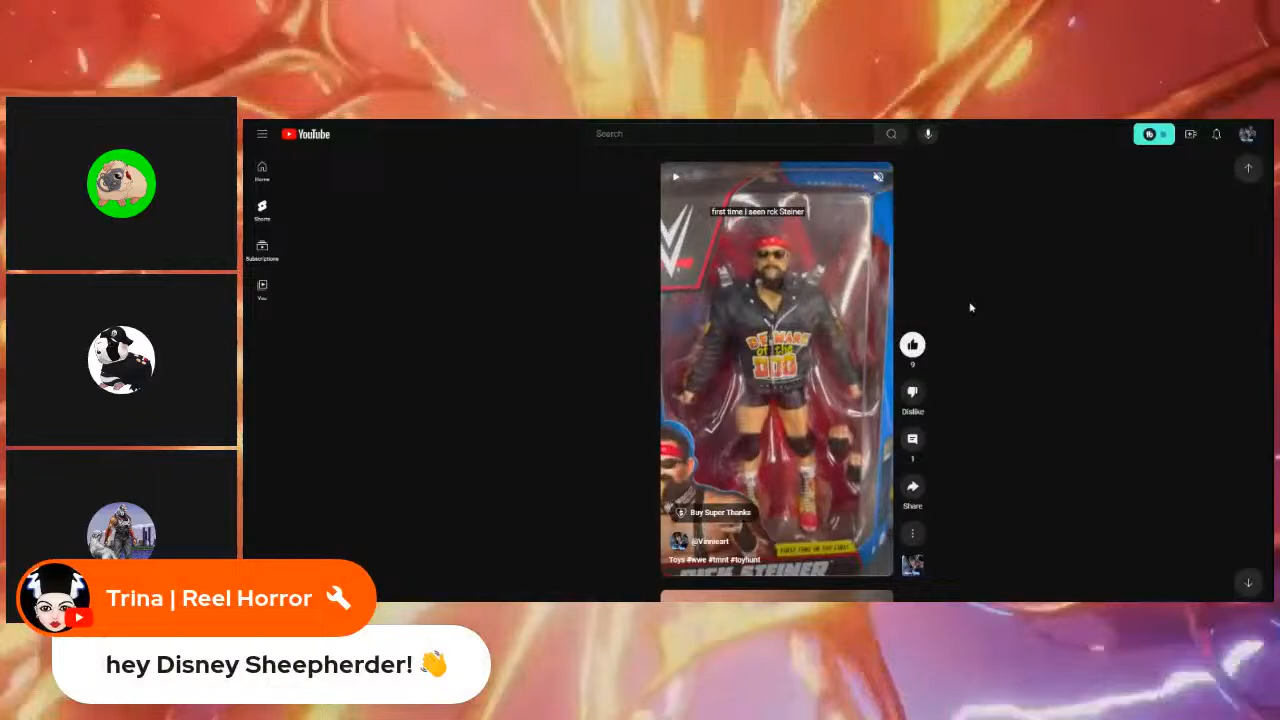 YouTube
Search
Home
Shorts
Subscriptions
You
first time I seen rck Steiner
BEWARE
of the
DOG
Buy Super Thanks
@Vinnieart
Toys #wwe #tmnt #toyhunt
FIRST TIME IN THE LINE!
RICK STEINER
9
Dislike
1
Share
Trina | Reel Horror
hey Disney Sheepherder! 👋